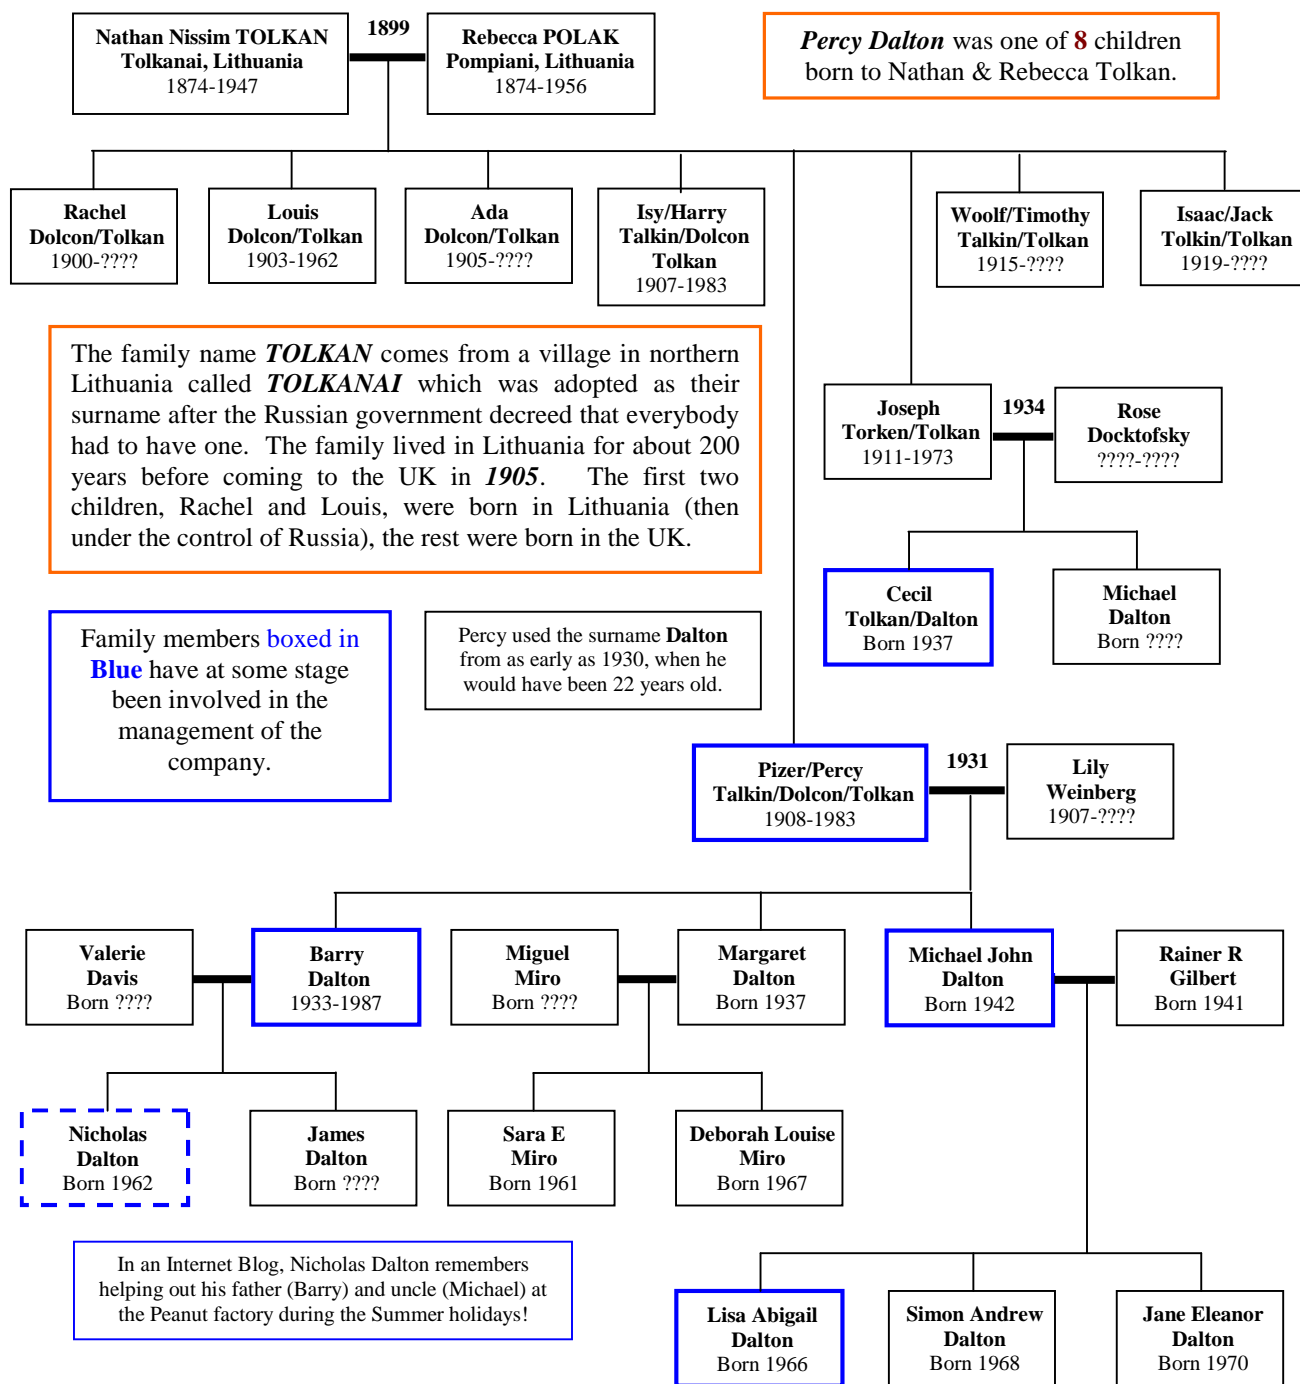 Nathan Nissim TOLKAN
Tolkanai, Lithuania
1874-1947
1899
Rebecca POLAK
Pompiani, Lithuania
1874-1956
Percy Dalton was one of 8 children
born to Nathan & Rebecca Tolkan.
Rachel
Dolcon/Tolkan
1900-????
Louis
Dolcon/Tolkan
1903-1962
Ada
Dolcon/Tolkan
1905-????
Isy/Harry
Talkin/Dolcon
Tolkan
1907-1983
Woolf/Timothy
Talkin/Tolkan
1915-????
Isaac/Jack
Tolkin/Tolkan
1919-????
The family name TOLKAN comes from a village in northern
Lithuania called TOLKANAI which was adopted as their
surname after the Russian government decreed that everybody
had to have one. The family lived in Lithuania for about 200
years before coming to the UK in 1905. The first two
children, Rachel and Louis, were born in Lithuania (then
under the control of Russia), the rest were born in the UK.
Joseph
Torken/Tolkan
1911-1973
1934
Rose
Docktofsky
????-????
Cecil
Tolkan/Dalton
Born 1937
Michael
Dalton
Born ????
Family members boxed in
Blue have at some stage
been involved in the
management of the
company.
Percy used the surname Dalton
from as early as 1930, when he
would have been 22 years old.
Pizer/Percy
Talkin/Dolcon/Tolkan
1908-1983
1931
Lily
Weinberg
1907-????
Valerie
Davis
Born ????
Barry
Dalton
1933-1987
Miguel
Miro
Born ????
Margaret
Dalton
Born 1937
Michael John
Dalton
Born 1942
Rainer R
Gilbert
Born 1941
Nicholas
Dalton
Born 1962
James
Dalton
Born ????
Sara E
Miro
Born 1961
Deborah Louise
Miro
Born 1967
In an Internet Blog, Nicholas Dalton remembers
helping out his father (Barry) and uncle (Michael) at
the Peanut factory during the Summer holidays!
Lisa Abigail
Dalton
Born 1966
Simon Andrew
Dalton
Born 1968
Jane Eleanor
Dalton
Born 1970